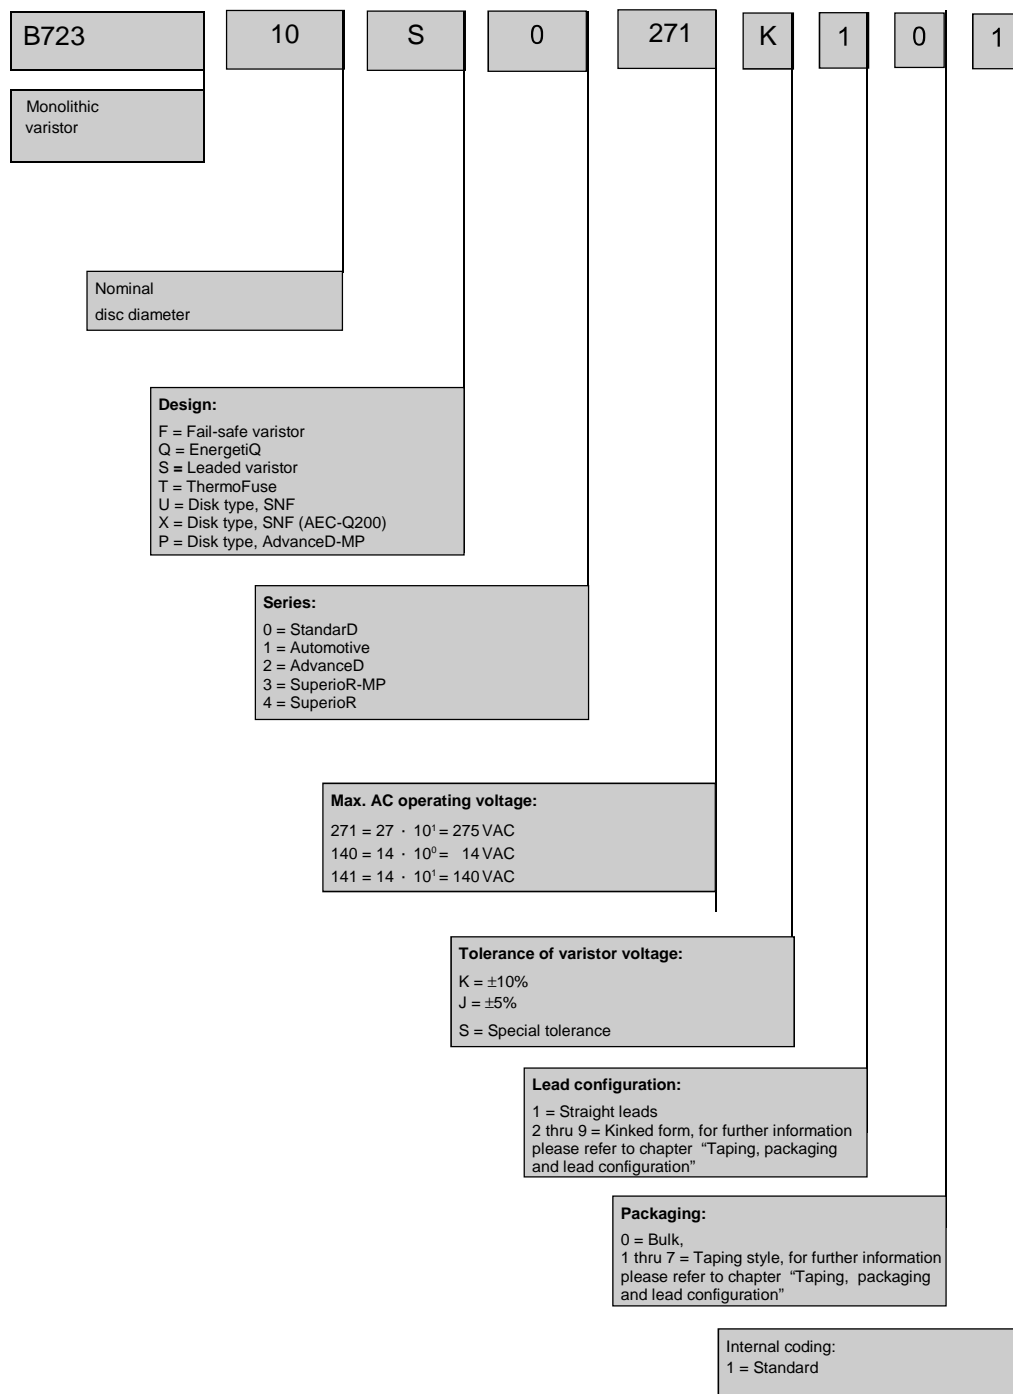 B723 10 S 0 271 K 1 0 1
Monolithic
varistor
Nominal
disc diameter
Design:
F = Fail-safe varistor
Q = EnergetiQ
S = Leaded varistor
T = ThermoFuse
U = Disk type, SNF
X = Disk type, SNF (AEC-Q200)
P = Disk type, AdvanceD-MP
Series:
0 = StandarD
1 = Automotive
2 = AdvanceD
3 = SuperioR-MP
4 = SuperioR
Max. AC operating voltage:
271 = 27 · 10¹ = 275 VAC
140 = 14 · 10⁰ = 14 VAC
141 = 14 · 10¹ = 140 VAC
Tolerance of varistor voltage:
K = ±10%
J = ±5%
S = Special tolerance
Lead configuration:
1 = Straight leads
2 thru 9 = Kinked form, for further information
please refer to chapter “Taping, packaging
and lead configuration”
Packaging:
0 = Bulk,
1 thru 7 = Taping style, for further information
please refer to chapter “Taping, packaging
and lead configuration”
Internal coding:
1 = Standard